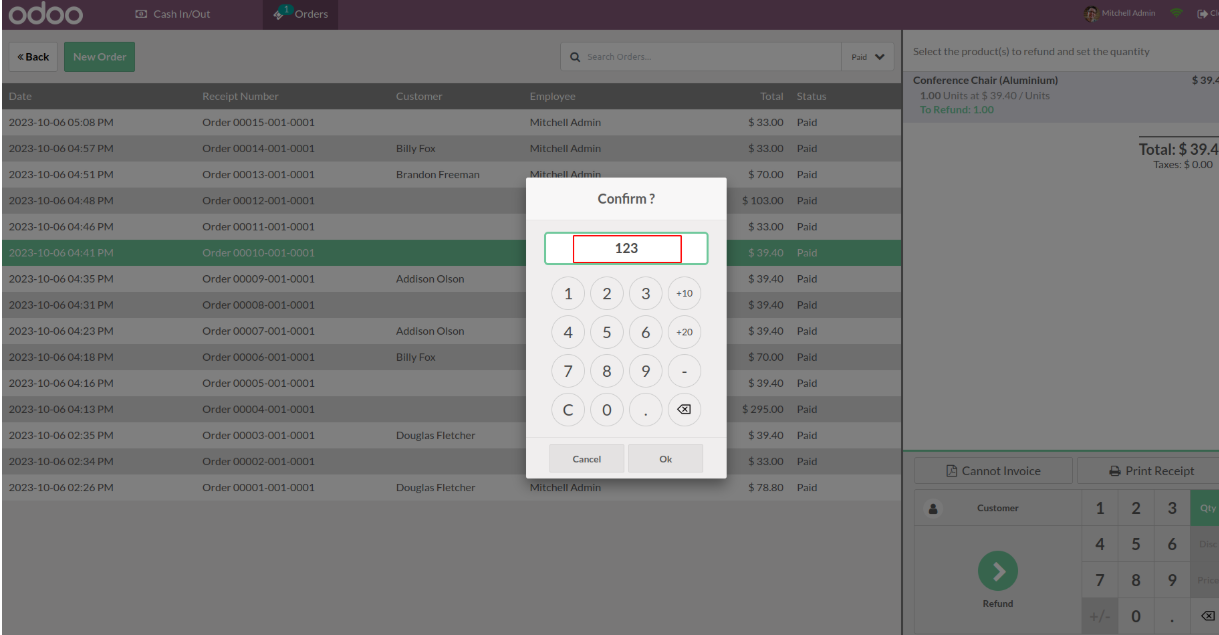 odoo Cash In/Out 1 Orders Mitchell Admin
« Back New Order Search Orders... Paid
Select the product(s) to refund and set the quantity
Date Receipt Number Customer Employee Total Status
2023-10-06 05:08 PM Order 00015-001-0001 Mitchell Admin $ 33.00 Paid
2023-10-06 04:57 PM Order 00014-001-0001 Billy Fox Mitchell Admin $ 33.00 Paid
2023-10-06 04:51 PM Order 00013-001-0001 Brandon Freeman Mitchell Admin $ 70.00 Paid
2023-10-06 04:48 PM Order 00012-001-0001 $ 103.00 Paid
2023-10-06 04:46 PM Order 00011-001-0001 $ 33.00 Paid
2023-10-06 04:41 PM Order 00010-001-0001 $ 39.40 Paid
2023-10-06 04:35 PM Order 00009-001-0001 Addison Olson $ 39.40 Paid
2023-10-06 04:31 PM Order 00008-001-0001 $ 39.40 Paid
2023-10-06 04:23 PM Order 00007-001-0001 Addison Olson $ 39.40 Paid
2023-10-06 04:18 PM Order 00006-001-0001 Billy Fox $ 70.00 Paid
2023-10-06 04:16 PM Order 00005-001-0001 $ 39.40 Paid
2023-10-06 04:13 PM Order 00004-001-0001 $ 295.00 Paid
2023-10-06 02:35 PM Order 00003-001-0001 Douglas Fletcher $ 39.40 Paid
2023-10-06 02:34 PM Order 00002-001-0001 $ 33.00 Paid
2023-10-06 02:26 PM Order 00001-001-0001 Douglas Fletcher Mitchell Admin $ 78.80 Paid
Confirm ?
123
1 2 3 +10
4 5 6 +20
7 8 9 -
C 0 .
Cancel Ok
Conference Chair (Aluminium) $ 39.4
1.00 Units at $ 39.40 / Units
To Refund: 1.00
Total: $ 39.4
Taxes: $ 0.00
Cannot Invoice Print Receipt
Customer 1 2 3 Qty
4 5 6 Disc
7 8 9 Price
Refund
+/- 0 .